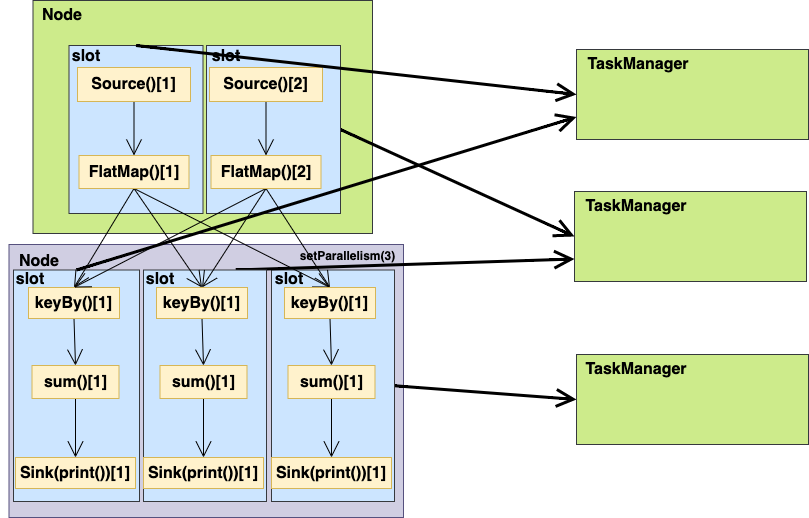 Node
slot
slot
Source()[1]
Source()[2]
FlatMap()[1]
FlatMap()[2]
TaskManager
TaskManager
TaskManager
Node
setParallelism(3)
slot
slot
slot
keyBy()[1]
keyBy()[1]
keyBy()[1]
sum()[1]
sum()[1]
sum()[1]
Sink(print())[1]
Sink(print())[1]
Sink(print())[1]